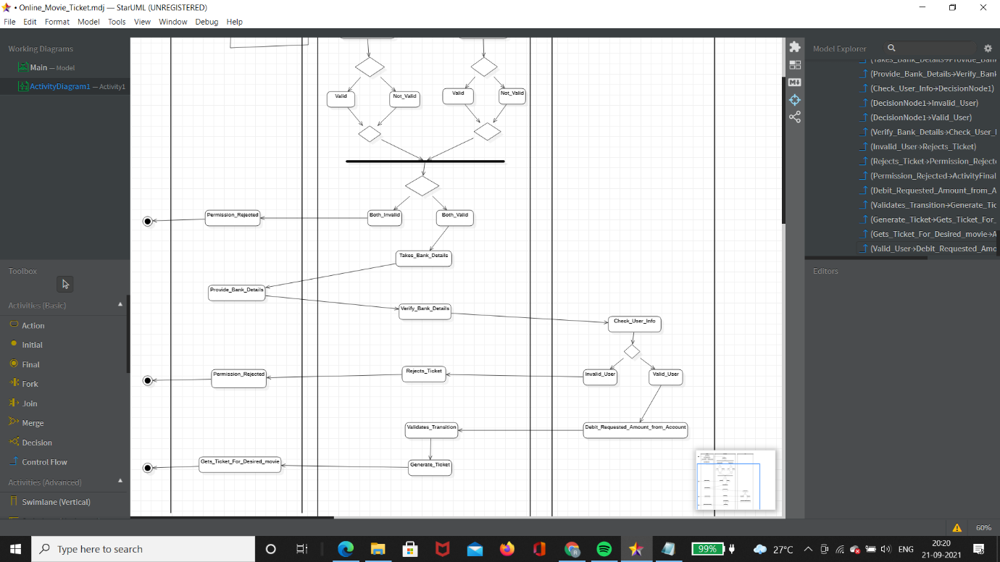 • Online_Movie_Ticket.mdj — StarUML (UNREGISTERED)
File Edit Format Model Tools View Window Debug Help
Working Diagrams
Main — Model
ActivityDiagram1 — Activity1
Toolbox
Activities (Basic)
Action
Initial
Final
Fork
Join
Merge
Decision
Control Flow
Activities (Advanced)
Swimlane (Vertical)
Valid
Not_Valid
Valid
Not_Valid
Permission_Rejected
Both_Invalid
Both_Valid
Takes_Bank_Details
Provide_Bank_Details
Verify_Bank_Details
Check_User_Info
Permission_Rejected
Rejects_Ticket
Invalid_User
Valid_User
Validates_Transition
Debit_Requested_Amount_from_Account
Gets_Ticket_For_Desired_movie
Generate_Ticket
Model Explorer
(Takes_Bank_Details→Provide_Ban
(Provide_Bank_Details→Verify_Bank
(Check_User_Info→DecisionNode1)
(DecisionNode1→Invalid_User)
(DecisionNode1→Valid_User)
(Verify_Bank_Details→Check_User_I
(Invalid_User→Rejects_Ticket)
(Rejects_Ticket→Permission_Reject
(Permission_Rejected→ActivityFinal
(Debit_Requested_Amount_from_A
(Validates_Transition→Generate_Tic
(Generate_Ticket→Gets_Ticket_For_
(Gets_Ticket_For_Desired_movie→A
(Valid_User→Debit_Requested_Amo
Editors
60%
Type here to search
99%
27°C
ENG
20:20
21-09-2021